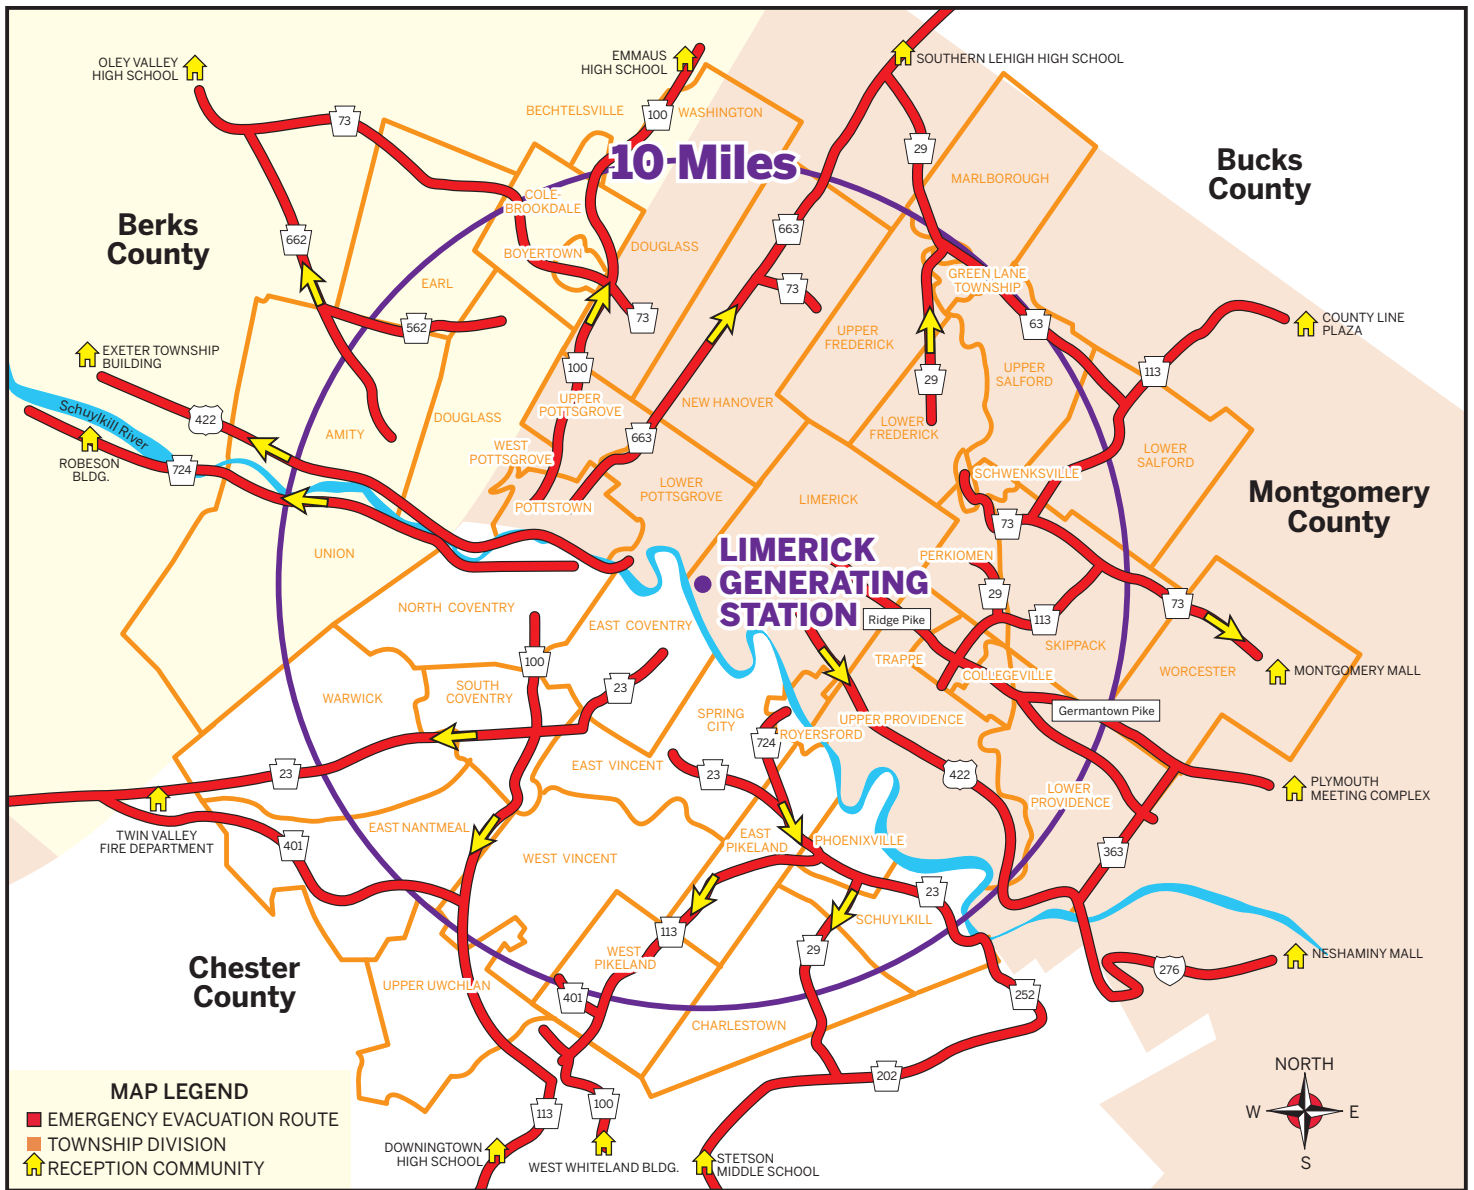 OLEY VALLEY
HIGH SCHOOL
EMMAUS
HIGH SCHOOL
SOUTHERN LEHIGH HIGH SCHOOL
BECHTELSVILLE
WASHINGTON
100
73
29
10-Miles
Bucks
County
MARLBOROUGH
COLE-
BROOKDALE
Berks
County
662
663
BOYERTOWN
DOUGLASS
EARL
GREEN LANE
TOWNSHIP
73
73
562
63
COUNTY LINE
PLAZA
UPPER
FREDERICK
EXETER TOWNSHIP
BUILDING
100
29
UPPER
SALFORD
113
Schuylkill River
422
DOUGLASS
UPPER
POTTSGROVE
NEW HANOVER
AMITY
663
LOWER
FREDERICK
WEST
POTTSGROVE
LOWER
SALFORD
ROBESON
BLDG.
724
SCHWENKSVILLE
LOWER
POTTSGROVE
LIMERICK
POTTSTOWN
Montgomery
County
73
UNION
LIMERICK
GENERATING
STATION
PERKIOMEN
29
NORTH COVENTRY
EAST COVENTRY
Ridge Pike
113
73
SKIPPACK
100
TRAPPE
COLLEGEVILLE
WORCESTER
MONTGOMERY MALL
WARWICK
SOUTH
COVENTRY
23
SPRING
CITY
UPPER PROVIDENCE
Germantown Pike
ROYERSFORD
724
23
EAST VINCENT
23
422
PLYMOUTH
MEETING COMPLEX
LOWER
PROVIDENCE
TWIN VALLEY
FIRE DEPARTMENT
401
EAST NANTMEAL
WEST VINCENT
EAST
PIKELAND
PHOENIXVILLE
363
23
SCHUYLKILL
113
29
WEST
PIKELAND
NESHAMINY MALL
276
Chester
County
UPPER UWCHLAN
401
252
CHARLESTOWN
NORTH
W
E
S
202
MAP LEGEND
EMERGENCY EVACUATION ROUTE
TOWNSHIP DIVISION
RECEPTION COMMUNITY
113
100
DOWNINGTOWN
HIGH SCHOOL
WEST WHITELAND BLDG.
STETSON
MIDDLE SCHOOL